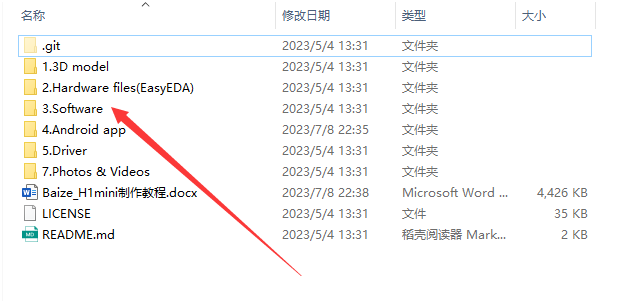 名称 修改日期 类型 大小
.git 2023/5/4 13:31 文件夹
1.3D model 2023/5/4 13:31 文件夹
2.Hardware files(EasyEDA) 2023/5/4 13:31 文件夹
3.Software 2023/5/4 13:31 文件夹
4.Android app 2023/7/8 22:35 文件夹
5.Driver 2023/5/4 13:31 文件夹
7.Photos & Videos 2023/5/4 13:31 文件夹
Baize_H1mini制作教程.docx 2023/7/8 22:38 Microsoft Word ... 4,426 KB
LICENSE 2023/5/4 13:31 文件 35 KB
README.md 2023/5/4 13:31 稻壳阅读器 Mark... 2 KB